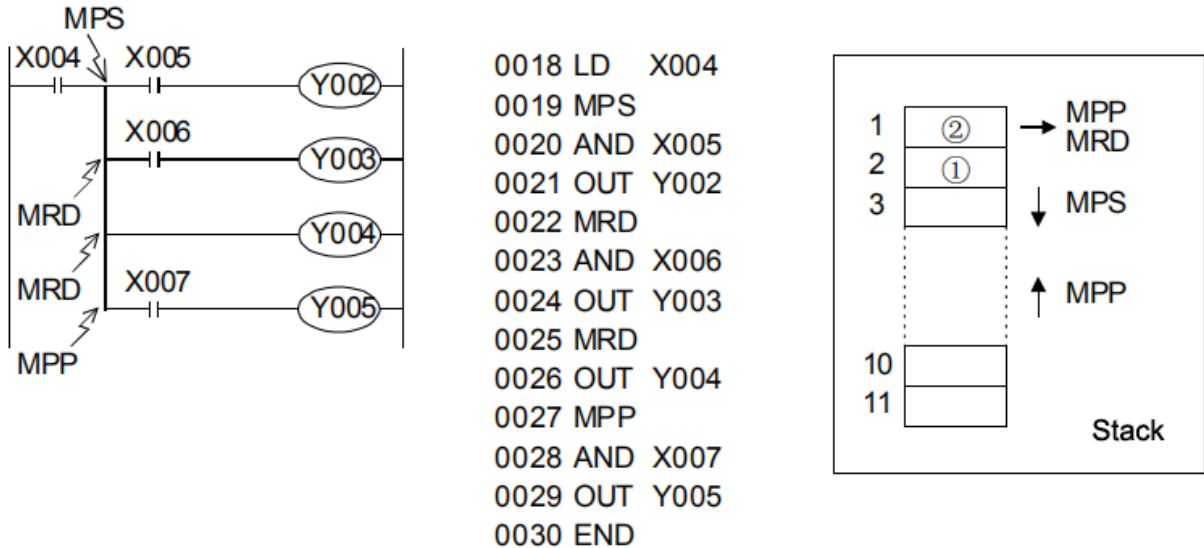 MPS
X004 X005
Y002
X006
Y003
MRD
Y004
MRD
X007
Y005
MPP
0018 LD X004
0019 MPS
0020 AND X005
0021 OUT Y002
0022 MRD
0023 AND X006
0024 OUT Y003
0025 MRD
0026 OUT Y004
0027 MPP
0028 AND X007
0029 OUT Y005
0030 END
1 ② MPP
MRD
2 ①
3 MPS
MPP
10
11
Stack